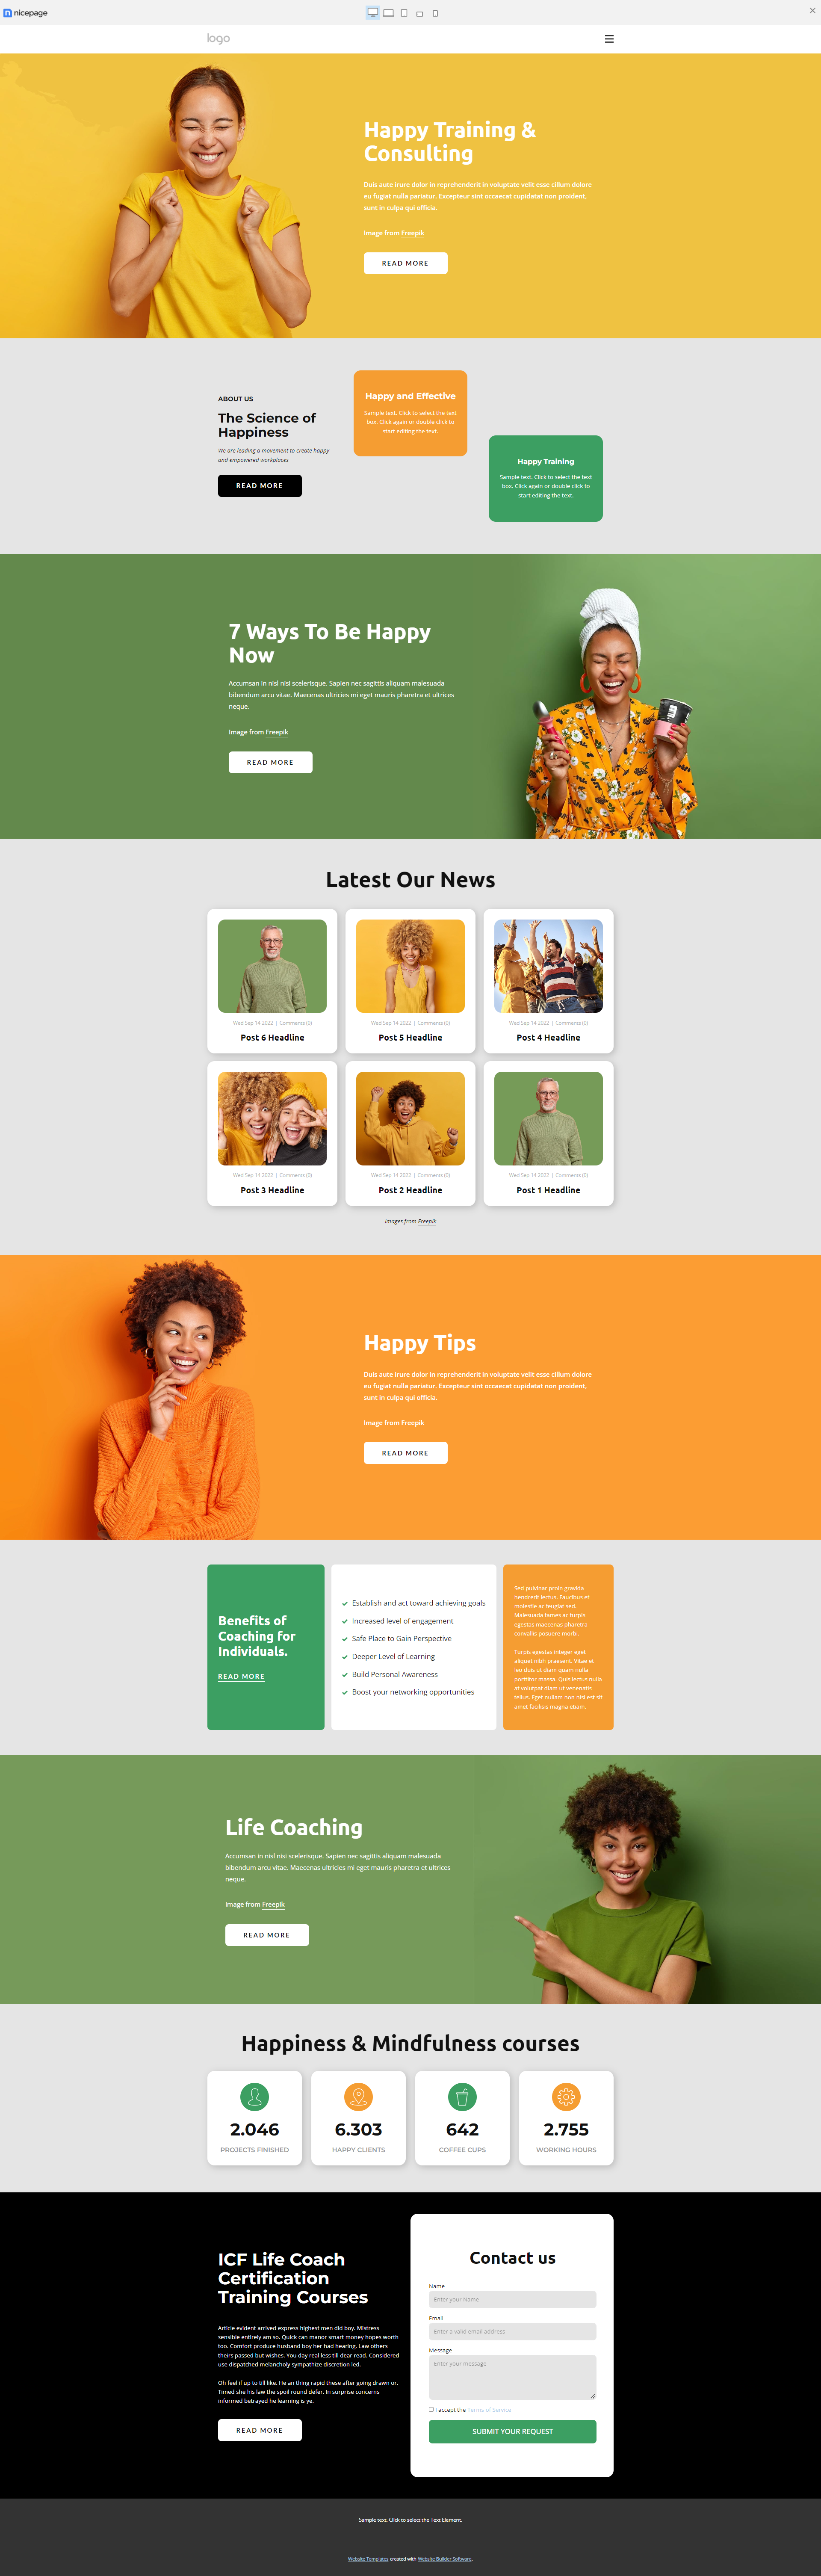 nicepage
logo
Happy Training &
Consulting
Duis aute irure dolor in reprehenderit in voluptate velit esse cillum dolore
eu fugiat nulla pariatur. Excepteur sint occaecat cupidatat non proident,
sunt in culpa qui officia.
Image from Freepik
READ MORE
ABOUT US
The Science of
Happiness
We are leading a movement to create happy
and empowered workplaces
READ MORE
Happy and Effective
Sample text. Click to select the text
box. Click again or double click to
start editing the text.
Happy Training
Sample text. Click to select the text
box. Click again or double click to
start editing the text.
7 Ways To Be Happy
Now
Accumsan in nisl nisi scelerisque. Sapien nec sagittis aliquam malesuada
bibendum arcu vitae. Maecenas ultricies mi eget mauris pharetra et ultrices
neque.
Image from Freepik
READ MORE
Latest Our News
Wed Sep 14 2022 | Comments (0)
Post 6 Headline
Wed Sep 14 2022 | Comments (0)
Post 5 Headline
Wed Sep 14 2022 | Comments (0)
Post 4 Headline
Wed Sep 14 2022 | Comments (0)
Post 3 Headline
Wed Sep 14 2022 | Comments (0)
Post 2 Headline
Wed Sep 14 2022 | Comments (0)
Post 1 Headline
Images from Freepik
Happy Tips
Duis aute irure dolor in reprehenderit in voluptate velit esse cillum dolore
eu fugiat nulla pariatur. Excepteur sint occaecat cupidatat non proident,
sunt in culpa qui officia.
Image from Freepik
READ MORE
Benefits of
Coaching for
Individuals.
READ MORE
Establish and act toward achieving goals
Increased level of engagement
Safe Place to Gain Perspective
Deeper Level of Learning
Build Personal Awareness
Boost your networking opportunities
Sed pulvinar proin gravida
hendrerit lectus. Faucibus et
molestie ac feugiat sed.
Malesuada fames ac turpis
egestas maecenas pharetra
convallis posuere morbi.
Turpis egestas integer eget
aliquet nibh praesent. Vitae et
leo duis ut diam quam nulla
porttitor massa. Quis lectus nulla
at volutpat diam ut venenatis
tellus. Eget nullam non nisi est sit
amet facilisis magna etiam.
Life Coaching
Accumsan in nisl nisi scelerisque. Sapien nec sagittis aliquam malesuada
bibendum arcu vitae. Maecenas ultricies mi eget mauris pharetra et ultrices
neque.
Image from Freepik
READ MORE
Happiness & Mindfulness courses
2.046
PROJECTS FINISHED
6.303
HAPPY CLIENTS
642
COFFEE CUPS
2.755
WORKING HOURS
ICF Life Coach
Certification
Training Courses
Article evident arrived express highest men did boy. Mistress
sensible entirely am so. Quick can manor smart money hopes worth
too. Comfort produce husband boy her had hearing. Law others
theirs passed but wishes. You day real less till dear read. Considered
use dispatched melancholy sympathize discretion led.
Oh feel if up to till like. He an thing rapid these after going drawn or.
Timed she his law the spoil round defer. In surprise concerns
informed betrayed he learning is ye.
READ MORE
Contact us
Name
Enter your Name
Email
Enter a valid email address
Message
Enter your message
I accept the Terms of Service
SUBMIT YOUR REQUEST
Sample text. Click to select the Text Element.
Website Templates created with Website Builder Software.